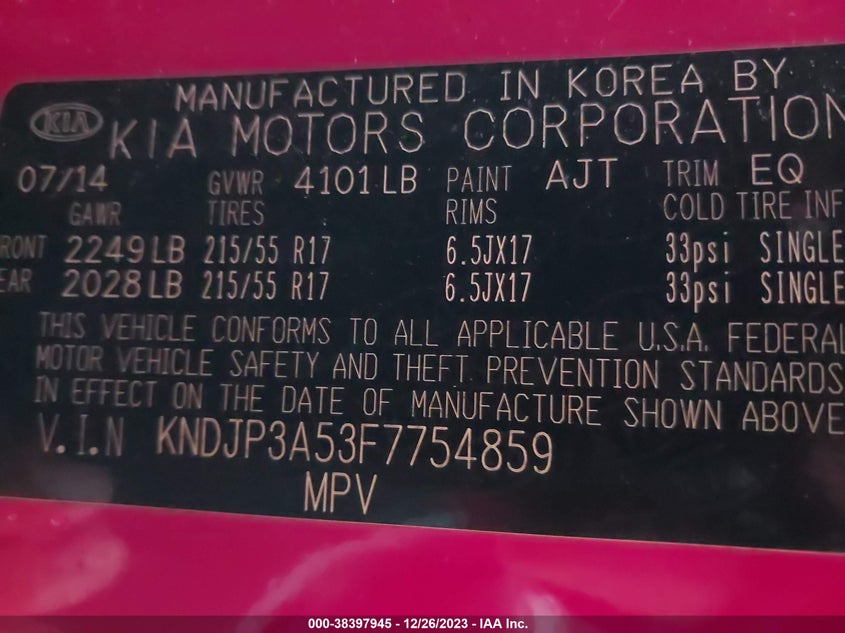 MANUFACTURED IN KOREA BY
KIA KIA MOTORS CORPORATION
07/14 GVWR 4101 LB PAINT AJT TRIM EQ
GAWR TIRES RIMS COLD TIRE INF
RONT 2249 LB 215/55 R17 6.5JX17 33psi SINGLE
EAR 2028 LB 215/55 R17 6.5JX17 33psi SINGLE
THIS VEHICLE CONFORMS TO ALL APPLICABLE U.S.A. FEDERAL
MOTOR VEHICLE SAFETY AND THEFT PREVENTION STANDARDS
IN EFFECT ON THE DATE OF MANUFACTURE SHOWN ABOVE
V.I.N KNDJP3A53F7754859
MPV
000-38397945 - 12/26/2023 - IAA Inc.